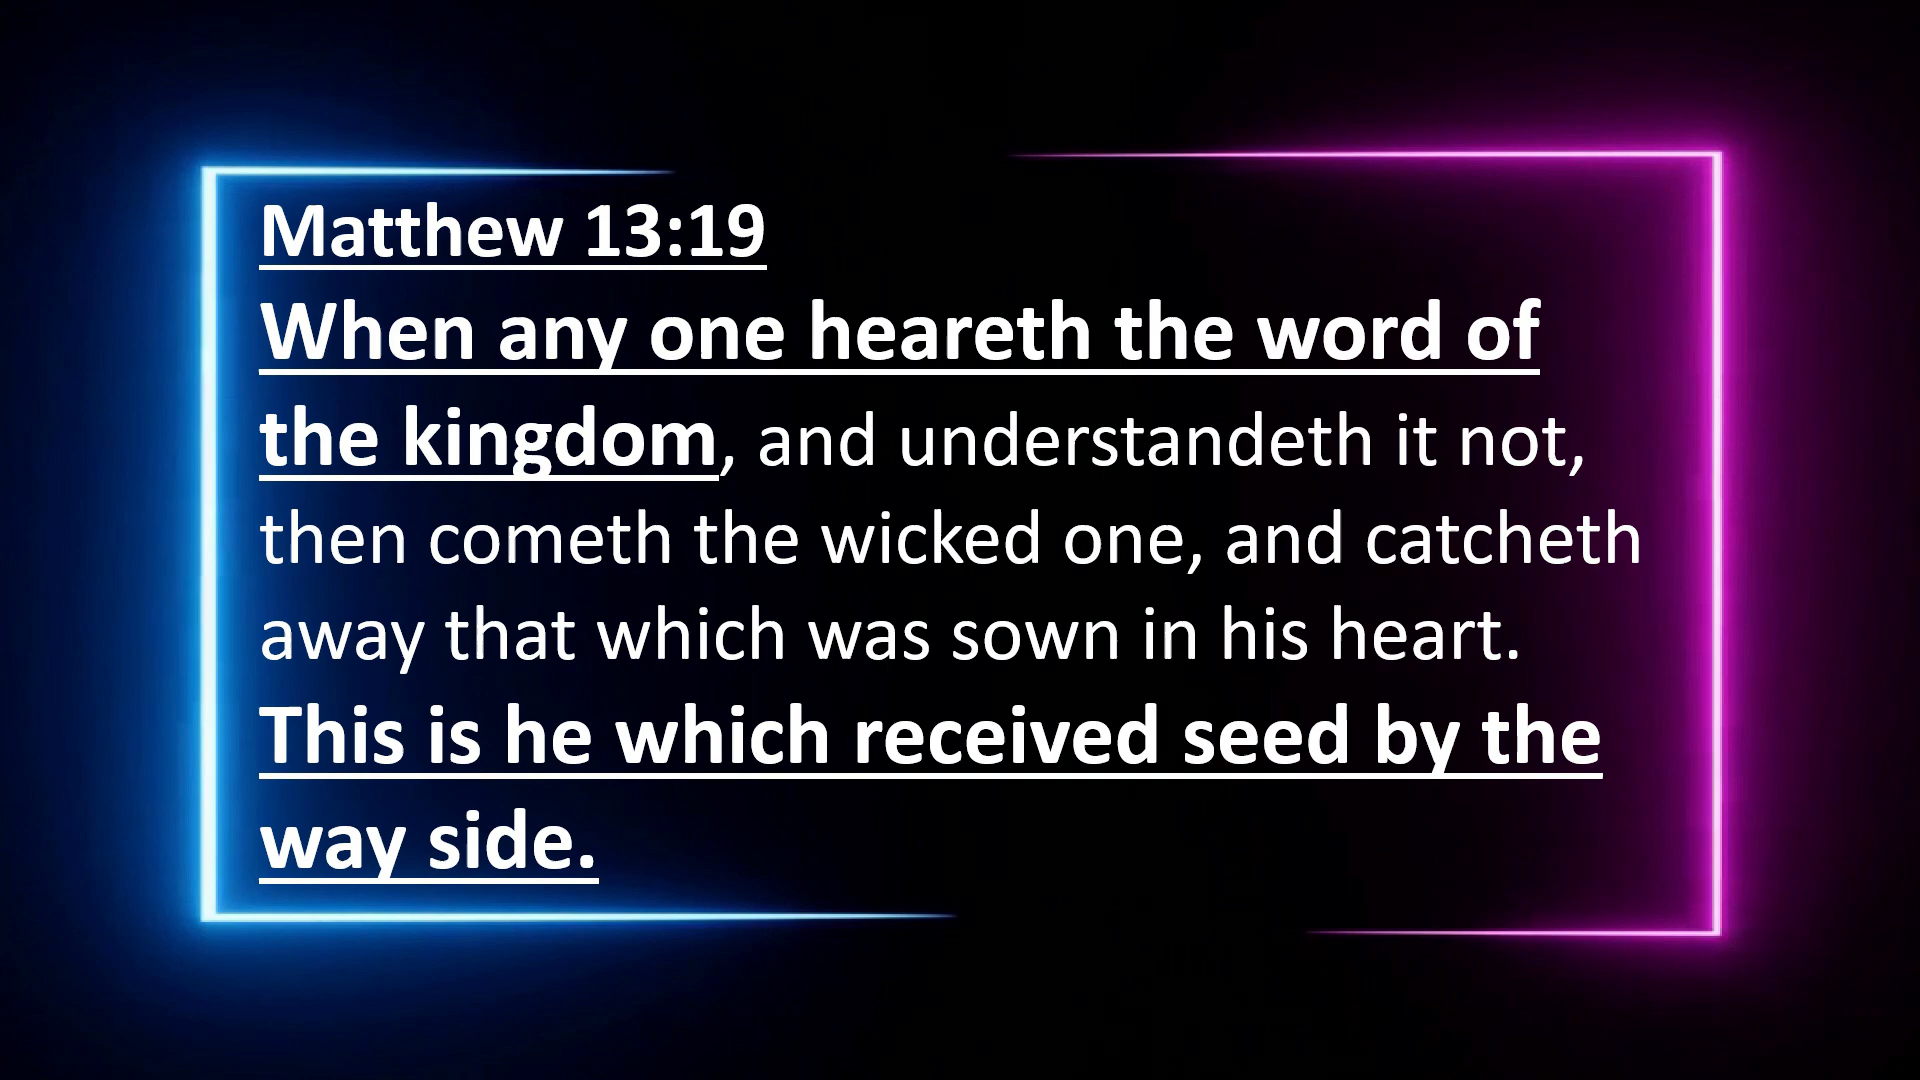 Matthew 13:19
When any one heareth the word of
the kingdom, and understandeth it not,
then cometh the wicked one, and catcheth
away that which was sown in his heart.
This is he which received seed by the
way side.